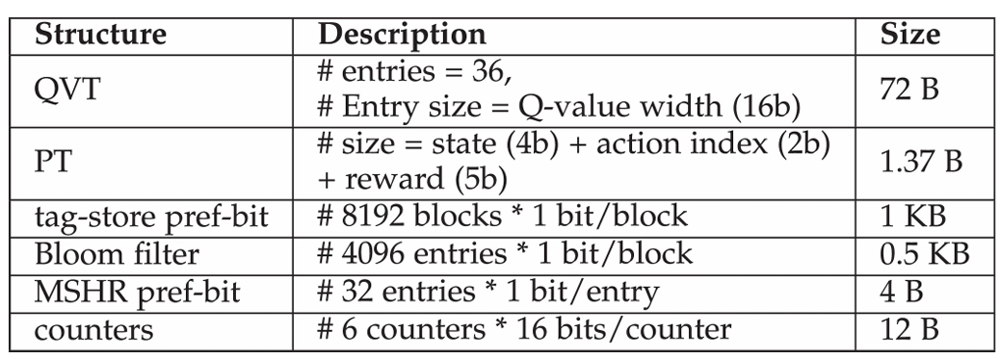 Structure Description Size
QVT # entries = 36, 72 B
# Entry size = Q-value width (16b)
PT # size = state (4b) + action index (2b) 1.37 B
+ reward (5b)
tag-store pref-bit # 8192 blocks * 1 bit/block 1 KB
Bloom filter # 4096 entries * 1 bit/block 0.5 KB
MSHR pref-bit # 32 entries * 1 bit/entry 4 B
counters # 6 counters * 16 bits/counter 12 B